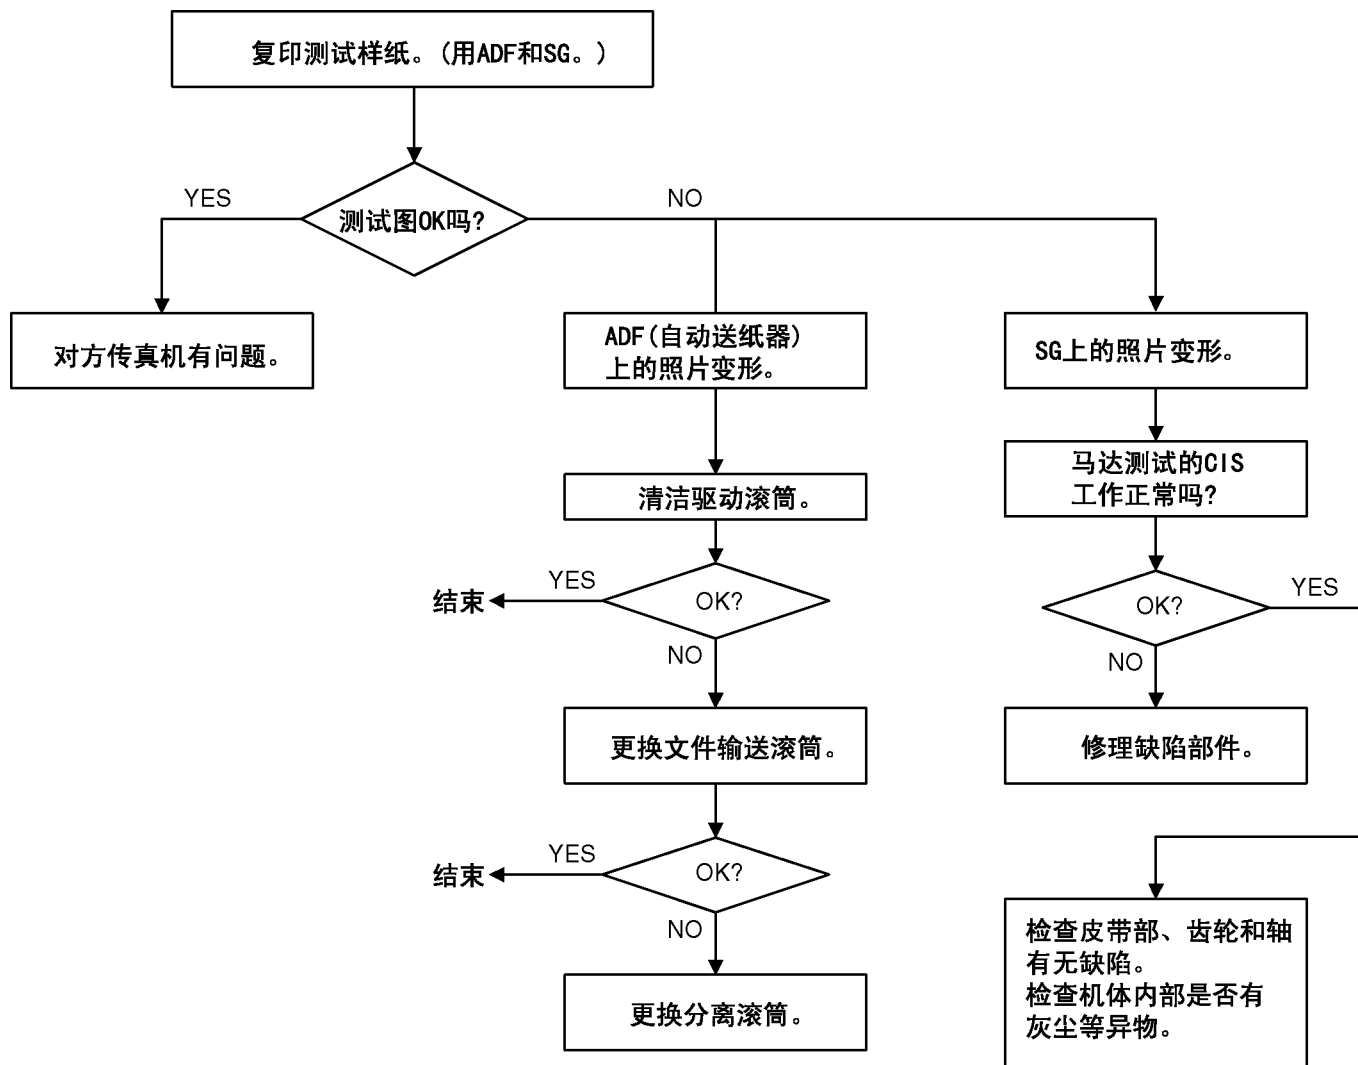 复印测试样纸。(用ADF和SG。)
YES
NO
测试图OK吗?
对方传真机有问题。
ADF(自动送纸器)
上的照片变形。
SG上的照片变形。
清洁驱动滚筒。
马达测试的CIS
工作正常吗?
结束
YES
OK?
NO
OK?
YES
NO
更换文件输送滚筒。
修理缺陷部件。
结束
YES
OK?
NO
更换分离滚筒。
检查皮带部、齿轮和轴
有无缺陷。
检查机体内部是否有
灰尘等异物。